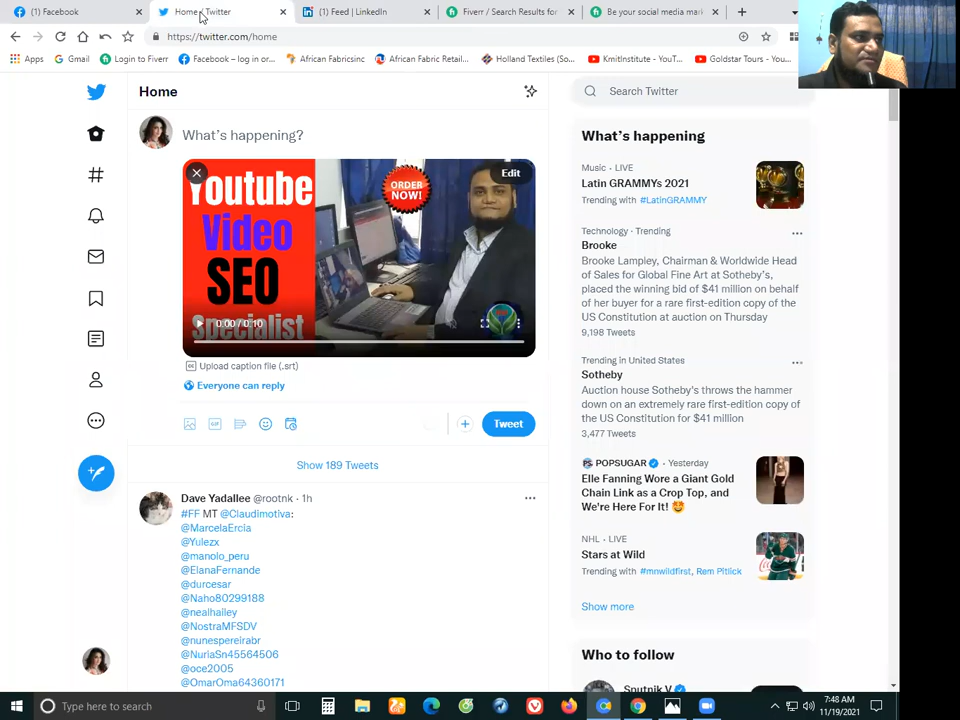 Facebook
Home / Twitter
(1) Feed | LinkedIn
Fiverr / Search Results for
Be your social media mar
https://twitter.com/home
Apps
Gmail
Login to Fiverr
Facebook – log in or...
African Fabricsinc
African Fabric Retail...
Holland Textiles (So...
KmitInstitute - YouT...
Goldstar Tours - You...
Home
Search Twitter
What's happening?
Youtube
Video
SEO
Specialist
ORDER
NOW!
Edit
0:00 / 0:10
Upload caption file (.srt)
Everyone can reply
Tweet
Show 189 Tweets
Dave Yadallee @rootnk · 1h
#FF MT @Claudimotiva:
@MarcelaErcia
@Yulezx
@manolo_peru
@ElanaFernande
@durcesar
@Naho80299188
@nealhailey
@NostraMFSDV
@nunespereirabr
@NuriaSn45564506
@oce2005
@OmarOma64360171
What's happening
Music · LIVE
Latin GRAMMYs 2021
Trending with #LatinGRAMMY
Technology · Trending
Brooke
Brooke Lampley, Chairman & Worldwide Head
of Sales for Global Fine Art at Sotheby's,
placed the winning bid of $41 million on behalf
of her buyer for a rare first-edition copy of the
US Constitution at auction on Thursday
9,198 Tweets
Trending in United States
Sotheby
Auction house Sotheby's throws the hammer
down on an extremely rare first-edition copy of
the US Constitution for $41 million
3,477 Tweets
POPSUGAR · Yesterday
Elle Fanning Wore a Giant Gold
Chain Link as a Crop Top, and
We're Here For It!
NHL · LIVE
Stars at Wild
Trending with #mnwildfirst, Rem Pitlick
Show more
Who to follow
Sputnik V
Type here to search
7:48 AM
11/19/2021